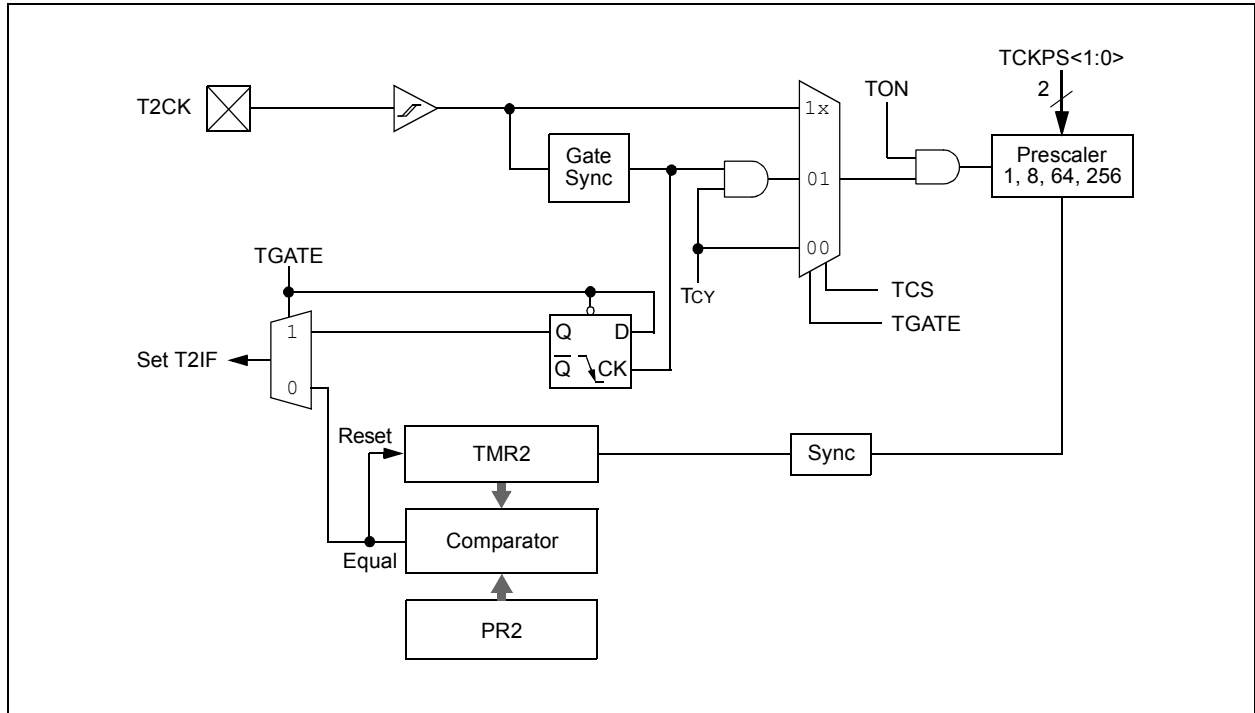 TCKPS<1:0>
2
TON
T2CK
1x
Prescaler
1, 8, 64, 256
Gate
Sync
01
00
TGATE
TCY
TCS
TGATE
1
Q
D
Set T2IF
Q
CK
0
Reset
TMR2
Sync
Comparator
Equal
PR2